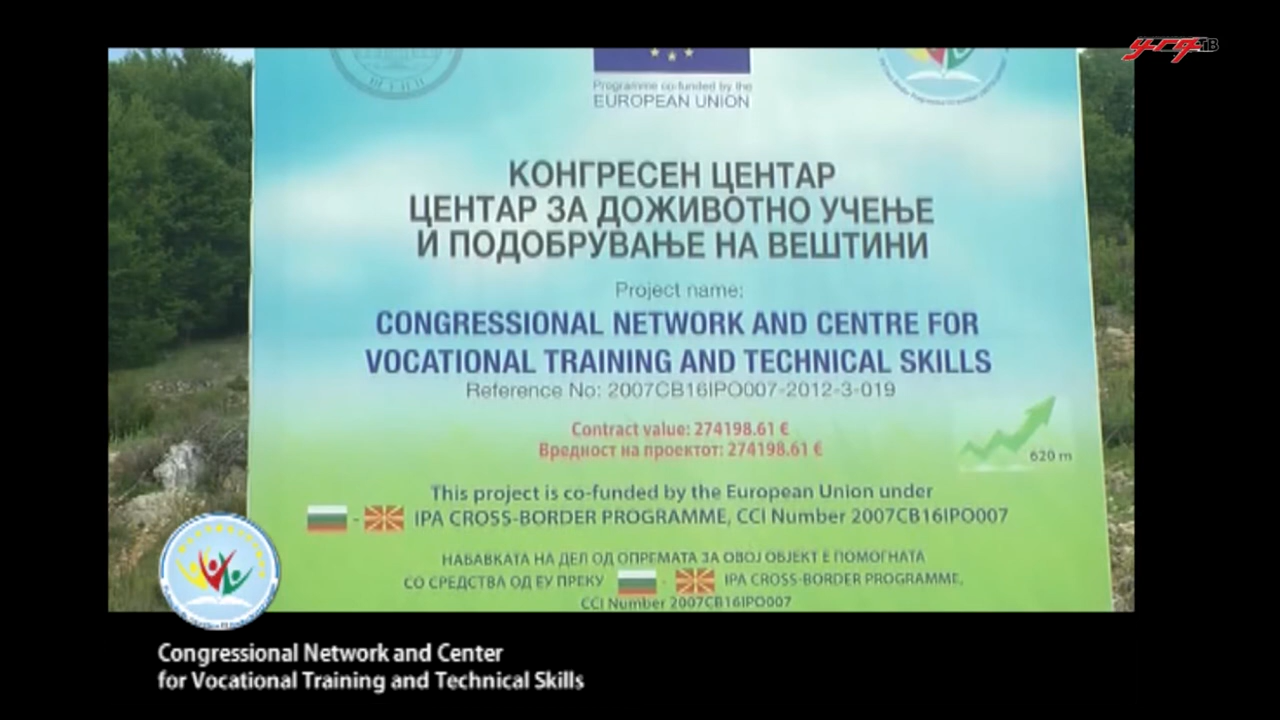 угд тв
Programme co-funded by the
EUROPEAN UNION
КОНГРЕСЕН ЦЕНТАР
ЦЕНТАР ЗА ДОЖИВОТНО УЧЕЊЕ
И ПОДОБРУВАЊЕ НА ВЕШТИНИ
Project name:
CONGRESSIONAL NETWORK AND CENTRE FOR
VOCATIONAL TRAINING AND TECHNICAL SKILLS
Reference No: 2007CB16IPO007-2012-3-019
Contract value: 274198.61 €
Вредност на проектот: 274198.61 €
620 m
This project is co-funded by the European Union under
- IPA CROSS-BORDER PROGRAMME, CCI Number 2007CB16IPO007
НАБАВКАТА НА ДЕЛ ОД ОПРЕМАТА ЗА ОВОЈ ОБЈЕКТ Е ПОМОГНАТА
СО СРЕДСТВА ОД ЕУ ПРЕКУ - IPA CROSS-BORDER PROGRAMME,
CCI Number 2007CB16IPO007
Congressional Network and Center
for Vocational Training and Technical Skills